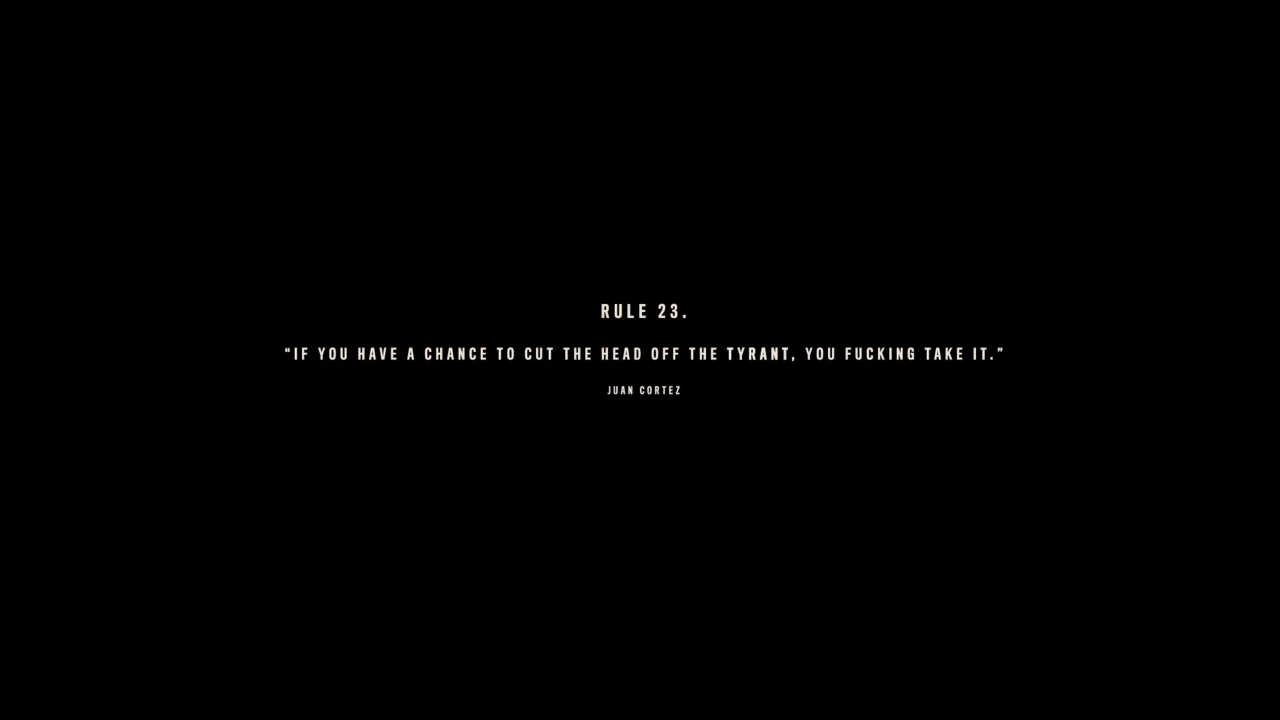 RULE 23.
“IF YOU HAVE A CHANCE TO CUT THE HEAD OFF THE TYRANT, YOU FUCKING TAKE IT.”
JUAN CORTEZ